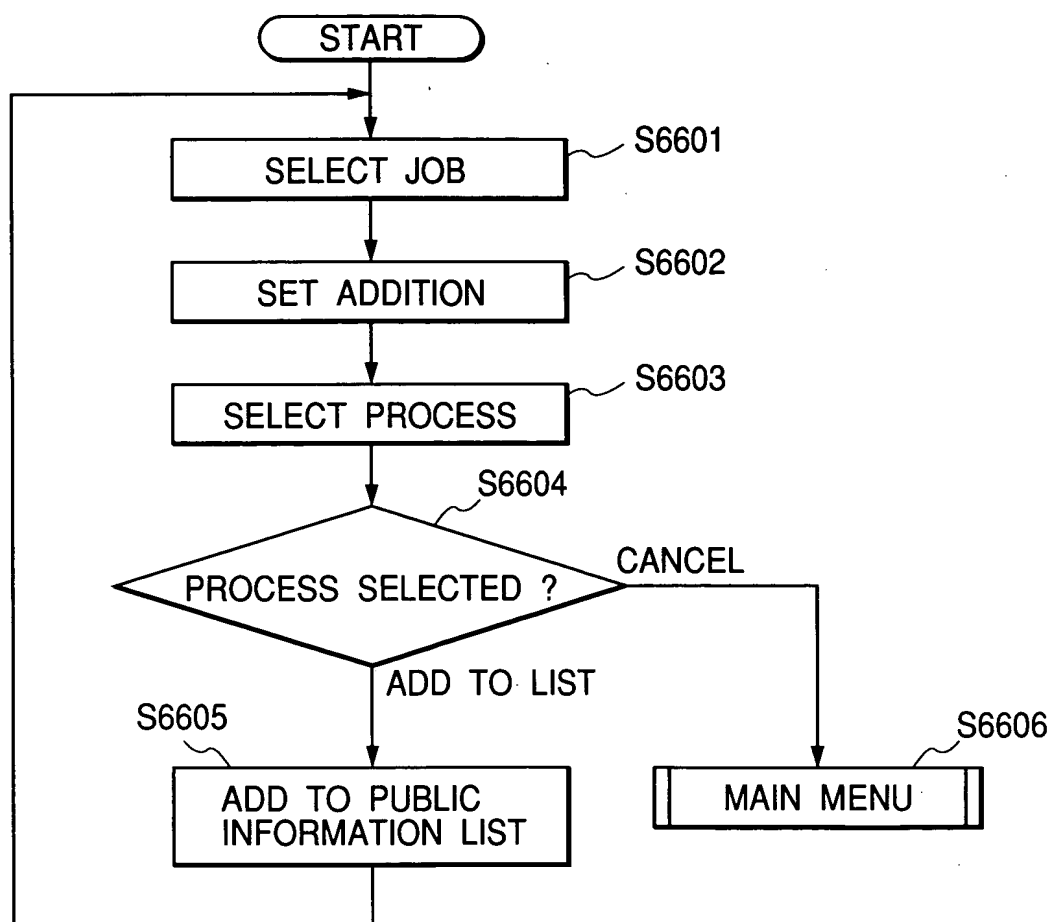 START
S6601
SELECT JOB
S6602
SET ADDITION
S6603
SELECT PROCESS
S6604
PROCESS SELECTED ?
CANCEL
ADD TO LIST
S6605
S6606
ADD TO PUBLIC
INFORMATION LIST
MAIN MENU